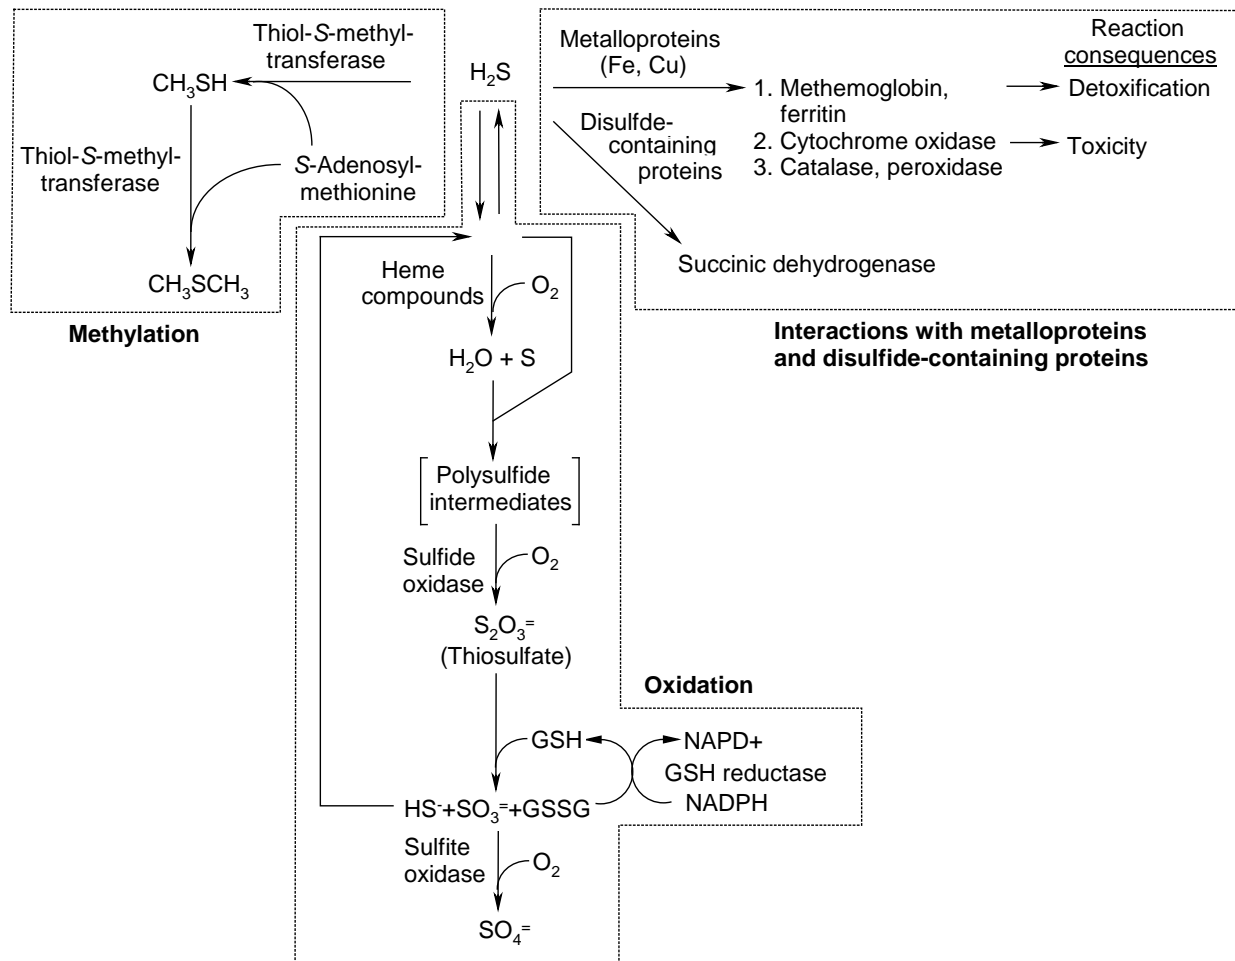 Thiol-S-methyl-
transferase
CH₃SH
Thiol-S-methyl-
transferase
S-Adenosyl-
methionine
CH₃SCH₃
Methylation
H₂S
Metalloproteins
(Fe, Cu)
Disulfde-
containing
proteins
1. Methemoglobin,
ferritin
2. Cytochrome oxidase
3. Catalase, peroxidase
Reaction
consequences
Detoxification
Toxicity
Succinic dehydrogenase
Interactions with metalloproteins
and disulfide-containing proteins
Heme
compounds
O₂
H₂O + S
Polysulfide
intermediates
Sulfide
oxidase
O₂
S₂O₃⁼
(Thiosulfate)
Oxidation
GSH
NAPD+
GSH reductase
NADPH
HS⁻+SO₃⁼+GSSG
Sulfite
oxidase
O₂
SO₄⁼